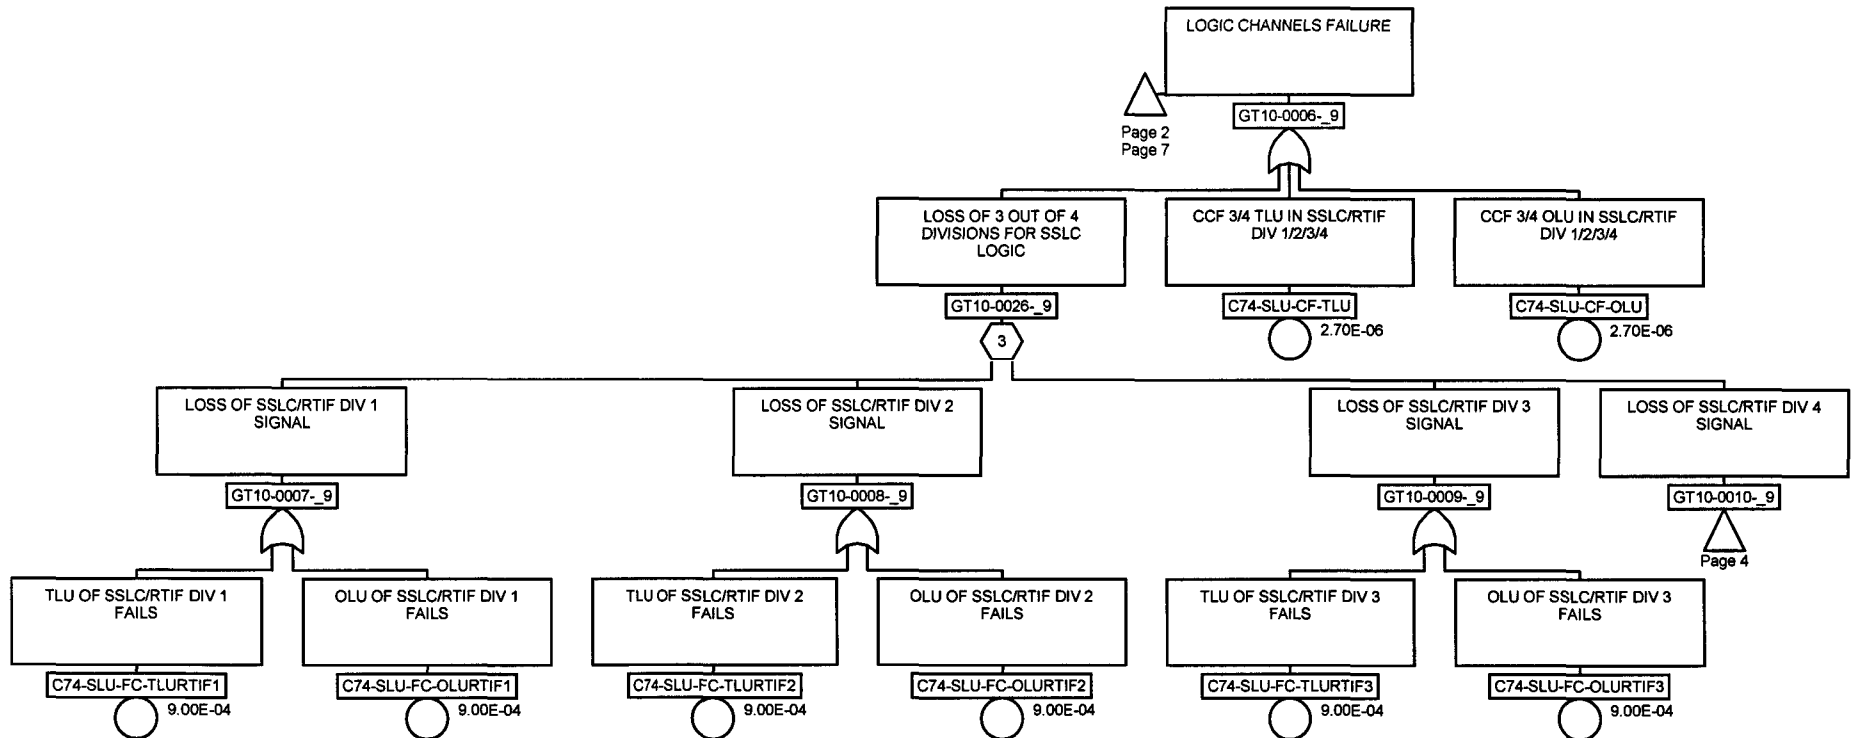 LOGIC CHANNELS FAILURE
Page 2
Page 7
GT10-0006-_9
LOSS OF 3 OUT OF 4
DIVISIONS FOR SSLC
LOGIC
GT10-0026-_9
3
CCF 3/4 TLU IN SSLC/RTIF
DIV 1/2/3/4
C74-SLU-CF-TLU
2.70E-06
CCF 3/4 OLU IN SSLC/RTIF
DIV 1/2/3/4
C74-SLU-CF-OLU
2.70E-06
LOSS OF SSLC/RTIF DIV 1
SIGNAL
GT10-0007-_9
LOSS OF SSLC/RTIF DIV 2
SIGNAL
GT10-0008-_9
LOSS OF SSLC/RTIF DIV 3
SIGNAL
GT10-0009-_9
LOSS OF SSLC/RTIF DIV 4
SIGNAL
GT10-0010-_9
Page 4
TLU OF SSLC/RTIF DIV 1
FAILS
C74-SLU-FC-TLURTIF1
9.00E-04
OLU OF SSLC/RTIF DIV 1
FAILS
C74-SLU-FC-OLURTIF1
9.00E-04
TLU OF SSLC/RTIF DIV 2
FAILS
C74-SLU-FC-TLURTIF2
9.00E-04
OLU OF SSLC/RTIF DIV 2
FAILS
C74-SLU-FC-OLURTIF2
9.00E-04
TLU OF SSLC/RTIF DIV 3
FAILS
C74-SLU-FC-TLURTIF3
9.00E-04
OLU OF SSLC/RTIF DIV 3
FAILS
C74-SLU-FC-OLURTIF3
9.00E-04